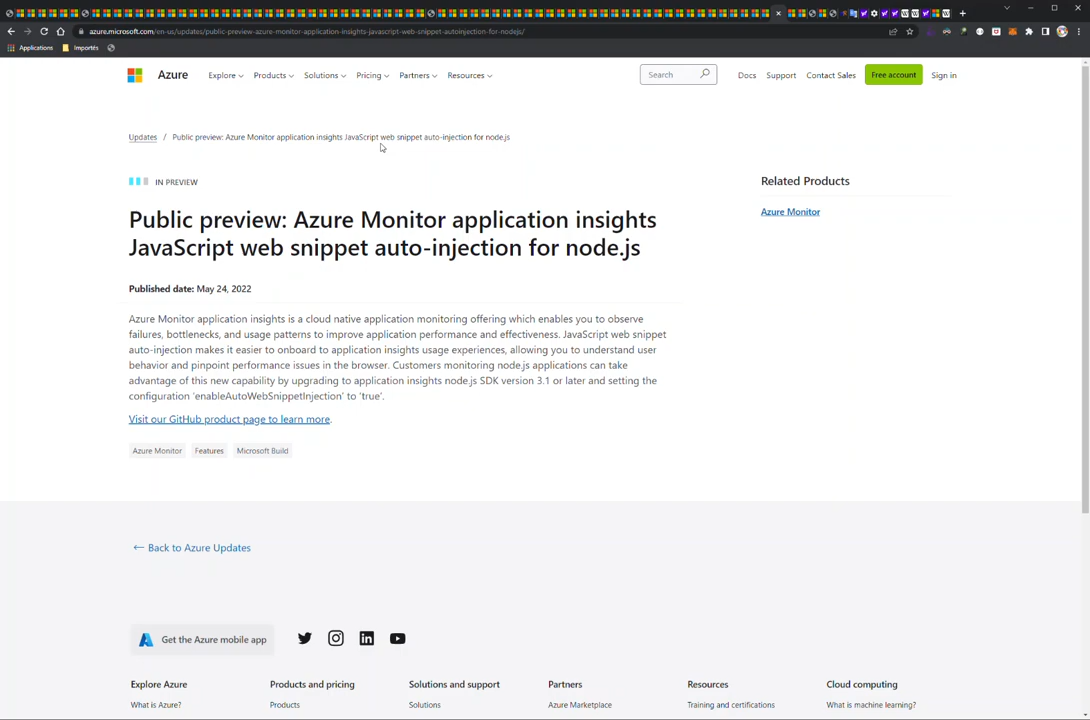 azure.microsoft.com/en-us/updates/public-preview-azure-monitor-application-insights-javascript-web-snippet-autoinjection-for-nodejs/
Applications Importés
Azure Explore Products Solutions Pricing Partners Resources Search Docs Support Contact Sales Free account Sign in
Updates / Public preview: Azure Monitor application insights JavaScript web snippet auto-injection for node.js
IN PREVIEW
Related Products
Public preview: Azure Monitor application insights
Azure Monitor
JavaScript web snippet auto-injection for node.js
Published date: May 24, 2022
Azure Monitor application insights is a cloud native application monitoring offering which enables you to observe
failures, bottlenecks, and usage patterns to improve application performance and effectiveness. JavaScript web snippet
auto-injection makes it easier to onboard to application insights usage experiences, allowing you to understand user
behavior and pinpoint performance issues in the browser. Customers monitoring node.js applications can take
advantage of this new capability by upgrading to application insights node.js SDK version 3.1 or later and setting the
configuration 'enableAutoWebSnippetInjection' to 'true'.
Visit our GitHub product page to learn more.
Azure Monitor Features Microsoft Build
← Back to Azure Updates
Get the Azure mobile app
Explore Azure Products and pricing Solutions and support Partners Resources Cloud computing
What is Azure? Products Solutions Azure Marketplace Training and certifications What is machine learning?